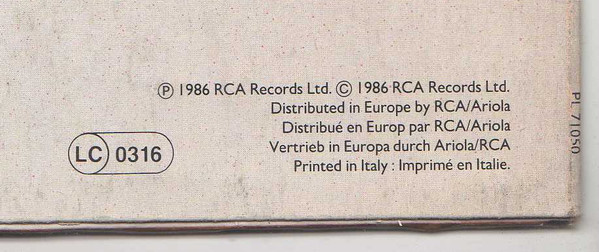 ℗ 1986 RCA Records Ltd. © 1986 RCA Records Ltd.
Distributed in Europe by RCA/Ariola
Distribué en Europ par RCA/Ariola
Vertrieb in Europa durch Ariola/RCA
Printed in Italy : Imprimé en Italie.
LC 0316
PL 71050